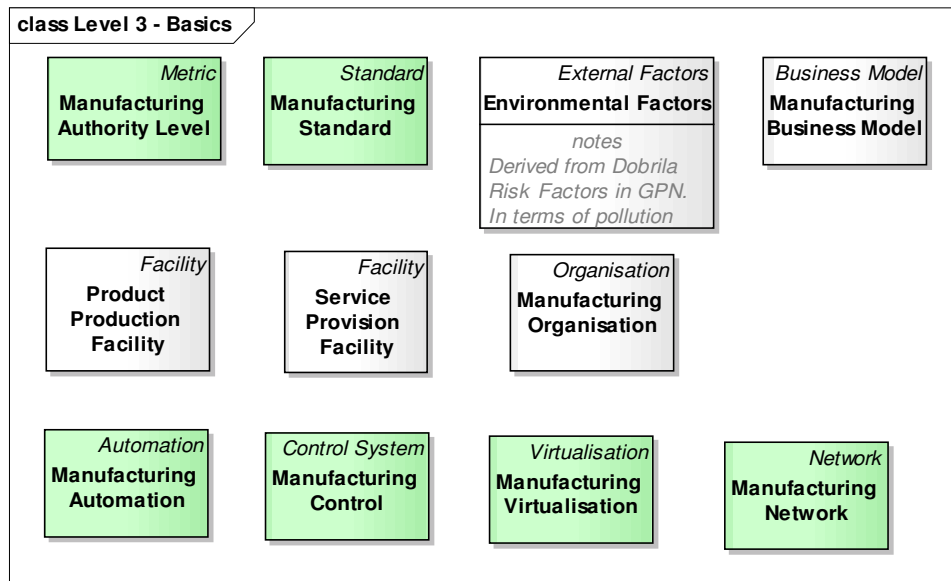 class Level 3 - Basics
Metric
Manufacturing
Authority Level
Standard
Manufacturing
Standard
External Factors
Environmental Factors
notes
Derived from Dobrila
Risk Factors in GPN.
In terms of pollution
Business Model
Manufacturing
Business Model
Facility
Product
Production
Facility
Facility
Service
Provision
Facility
Organisation
Manufacturing
Organisation
Automation
Manufacturing
Automation
Control System
Manufacturing
Control
Virtualisation
Manufacturing
Virtualisation
Network
Manufacturing
Network